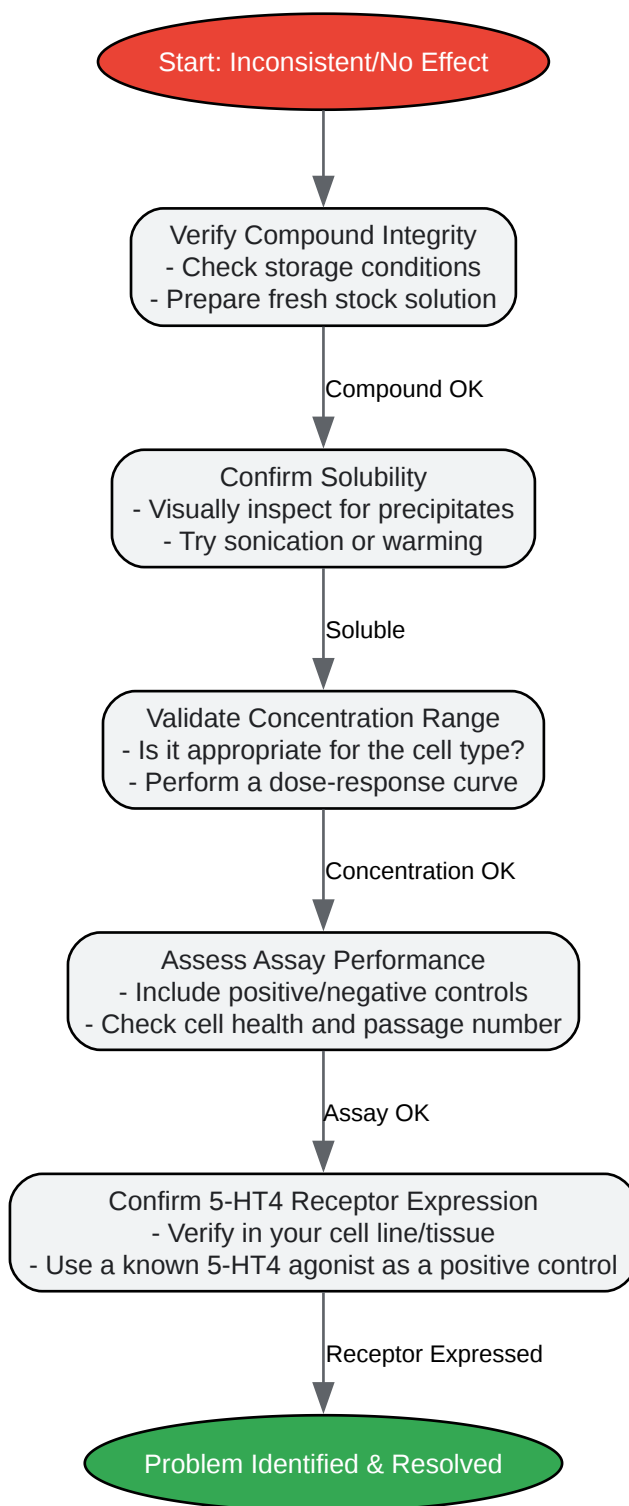 Start: Inconsistent/No Effect
Verify Compound Integrity
- Check storage conditions
- Prepare fresh stock solution
Compound OK
Confirm Solubility
- Visually inspect for precipitates
- Try sonication or warming
Soluble
Validate Concentration Range
- Is it appropriate for the cell type?
- Perform a dose-response curve
Concentration OK
Assess Assay Performance
- Include positive/negative controls
- Check cell health and passage number
Assay OK
Confirm 5-HT4 Receptor Expression
- Verify in your cell line/tissue
- Use a known 5-HT4 agonist as a positive control
Receptor Expressed
Problem Identified & Resolved